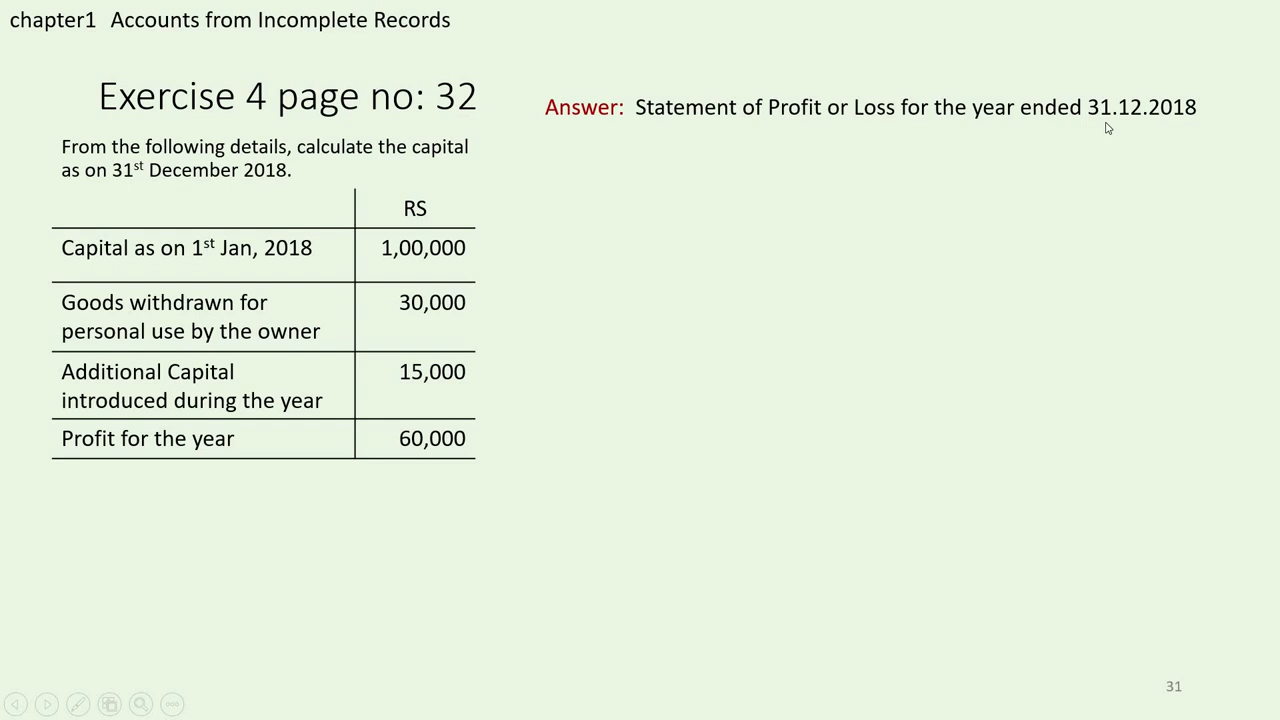 chapter1 Accounts from Incomplete Records
Exercise 4 page no: 32
From the following details, calculate the capital
as on 31st December 2018.
RS
Capital as on 1st Jan, 2018 1,00,000
Goods withdrawn for 30,000
personal use by the owner
Additional Capital 15,000
introduced during the year
Profit for the year 60,000
Answer: Statement of Profit or Loss for the year ended 31.12.2018
31